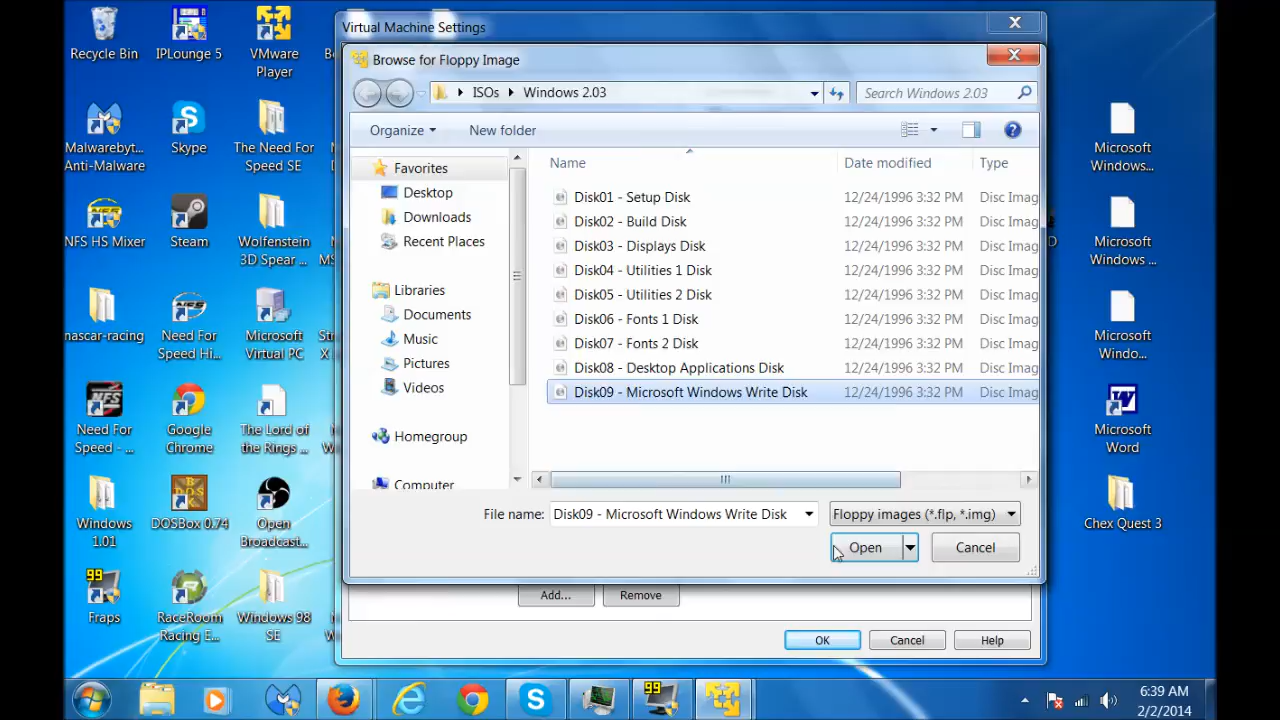 Recycle Bin
IPLounge 5
VMware
Player
Malwarebyt...
Anti-Malware
Skype
The Need For
Speed SE
NFS HS Mixer
Steam
Wolfenstein
3D Spear ...
nascar-racing
Need For
Speed Hi...
Microsoft
Virtual PC
Need For
Speed - ...
Google
Chrome
The Lord of
the Rings ...
Windows
1.01
DOSBox 0.74
Open
Broadcast...
99
Fraps
RaceRoom
Racing E...
Windows 98
SE
Virtual Machine Settings
Browse for Floppy Image
ISOs
Windows 2.03
Search Windows 2.03
Organize
New folder
Favorites
Desktop
Downloads
Recent Places
Libraries
Documents
Music
Pictures
Videos
Homegroup
Computer
Name
Date modified
Type
Disk01 - Setup Disk 12/24/1996 3:32 PM Disc Imag
Disk02 - Build Disk 12/24/1996 3:32 PM Disc Imag
Disk03 - Displays Disk 12/24/1996 3:32 PM Disc Imag
Disk04 - Utilities 1 Disk 12/24/1996 3:32 PM Disc Imag
Disk05 - Utilities 2 Disk 12/24/1996 3:32 PM Disc Imag
Disk06 - Fonts 1 Disk 12/24/1996 3:32 PM Disc Imag
Disk07 - Fonts 2 Disk 12/24/1996 3:32 PM Disc Imag
Disk08 - Desktop Applications Disk 12/24/1996 3:32 PM Disc Imag
Disk09 - Microsoft Windows Write Disk 12/24/1996 3:32 PM Disc Imag
File name:
Disk09 - Microsoft Windows Write Disk
Floppy images (*.flp, *.img)
Open
Cancel
Add...
Remove
OK
Cancel
Help
Microsoft
Windows...
Microsoft
Windows ...
Microsoft
Windo...
Microsoft
Word
Chex Quest 3
99
6:39 AM
2/2/2014